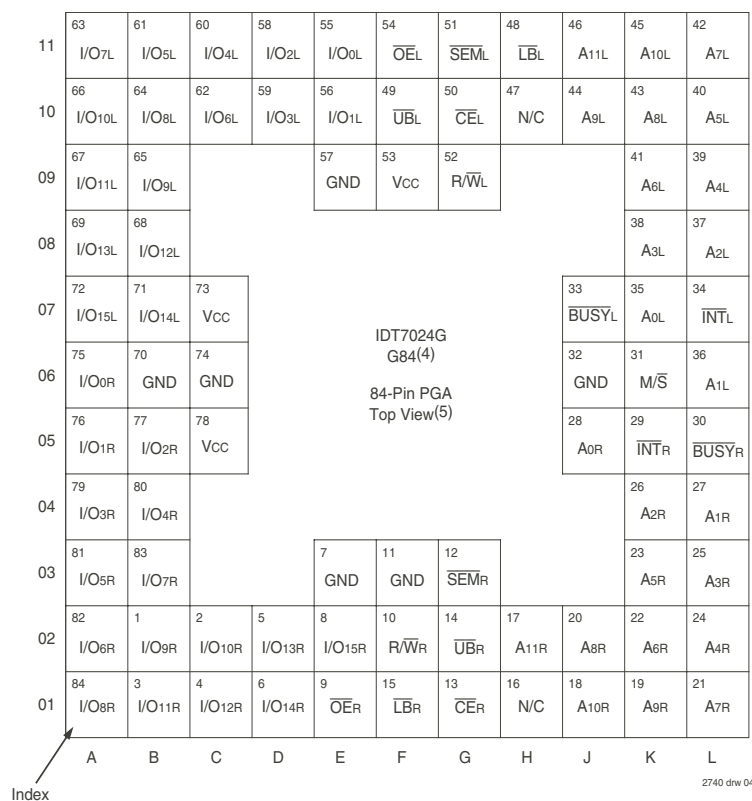 63 61 60 58 55 54 51 48 46 45 42
11 I/O7L I/O5L I/O4L I/O2L I/O0L OEL SEML LBL A11L A10L A7L
66 64 62 59 56 49 50 47 44 43 40
10 I/O10L I/O8L I/O6L I/O3L I/O1L UBL CEL N/C A9L A8L A5L
67 65 57 53 52 41 39
09 I/O11L I/O9L GND VCC R/WL A6L A4L
69 68 38 37
08 I/O13L I/O12L A3L A2L
72 71 73 33 35 34
07 I/O15L I/O14L VCC BUSYL A0L INTL
IDT7024G
G84(4)
75 70 74 32 31 36
06 I/O0R GND GND GND M/S A1L
84-Pin PGA
Top View(5)
76 77 78 28 29 30
05 I/O1R I/O2R VCC A0R INTR BUSYR
79 80 26 27
04 I/O3R I/O4R A2R A1R
81 83 7 11 12 23 25
03 I/O5R I/O7R GND GND SEMR A5R A3R
82 1 2 5 8 10 14 17 20 22 24
02 I/O6R I/O9R I/O10R I/O13R I/O15R R/WR UBR A11R A8R A6R A4R
84 3 4 6 9 15 13 16 18 19 21
01 I/O8R I/O11R I/O12R I/O14R OER LBR CER N/C A10R A9R A7R
A B C D E F G H J K L
Index
2740 drw 04